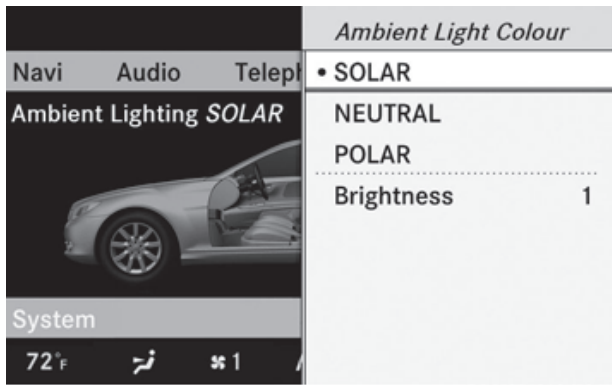 Ambient Light Colour
Navi Audio
• SOLAR
Ambient Lighting SOLAR
NEUTRAL
POLAR
Brightness 1
System
72°F 1